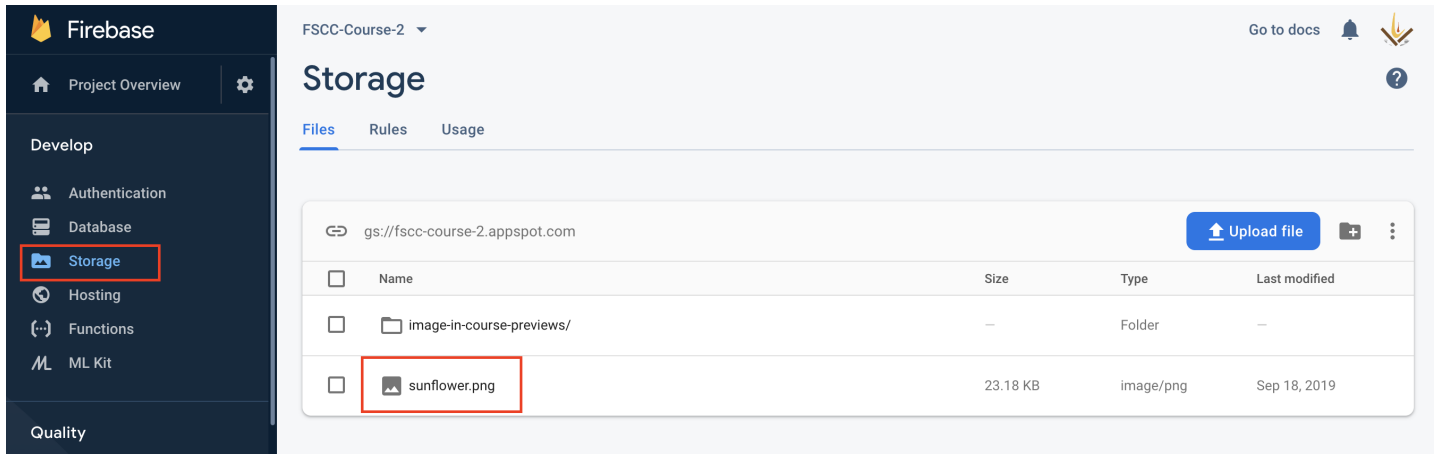 Firebase
Project Overview
Develop
Authentication
Database
Storage
Hosting
Functions
ML Kit
Quality
FSCC-Course-2
Go to docs
Storage
Files Rules Usage
gs://fscc-course-2.appspot.com
Upload file
Name Size Type Last modified
image-in-course-previews/ — Folder —
sunflower.png 23.18 KB image/png Sep 18, 2019